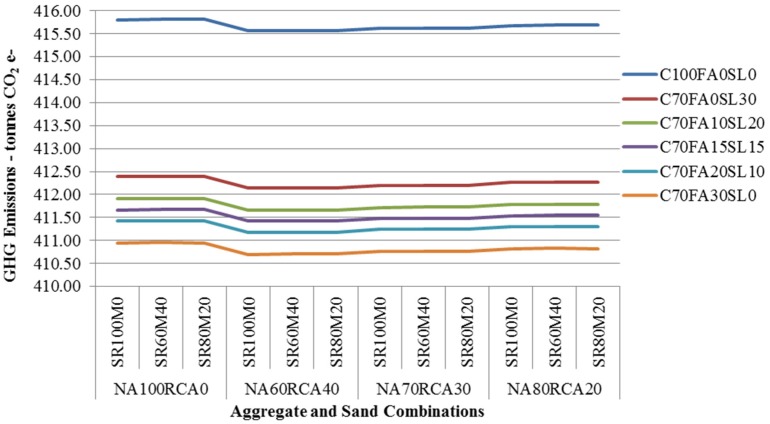 GHG Emissions - tonnes CO₂ e-
416.00
415.50
415.00
414.50
414.00
413.50
413.00
412.50
412.00
411.50
411.00
410.50
410.00
C100FA0SL0
C70FA0SL30
C70FA10SL20
C70FA15SL15
C70FA20SL10
C70FA30SL0
SR100M0
SR60M40
SR80M20
SR100M0
SR60M40
SR80M20
SR100M0
SR60M40
SR80M20
SR100M0
SR60M40
SR80M20
NA100RCA0
NA60RCA40
NA70RCA30
NA80RCA20
Aggregate and Sand Combinations